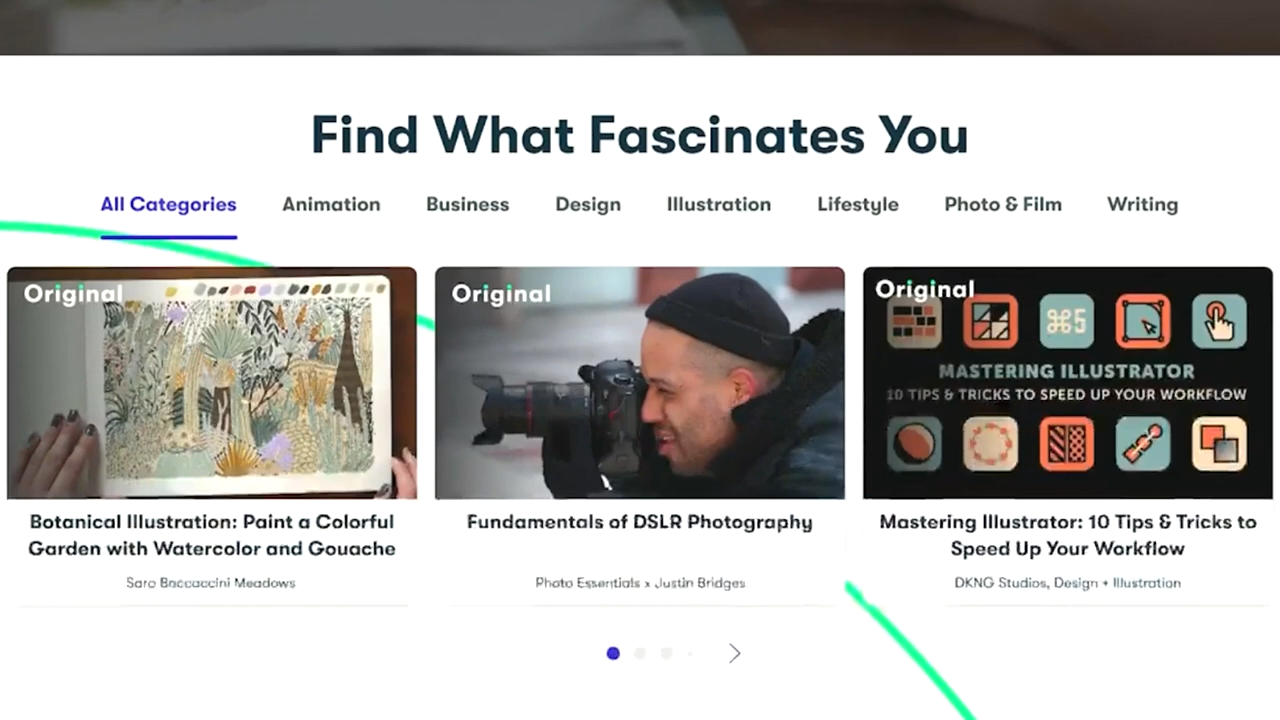 Find What Fascinates You
All Categories
Animation
Business
Design
Illustration
Lifestyle
Photo & Film
Writing
Original
Original
Original
⌘5
MASTERING ILLUSTRATOR
10 TIPS & TRICKS TO SPEED UP YOUR WORKFLOW
Botanical Illustration: Paint a Colorful
Garden with Watercolor and Gouache
Sara Boccaccini Meadows
Fundamentals of DSLR Photography
Photo Essentials x Justin Bridges
Mastering Illustrator: 10 Tips & Tricks to
Speed Up Your Workflow
DKNG Studios, Design + Illustration